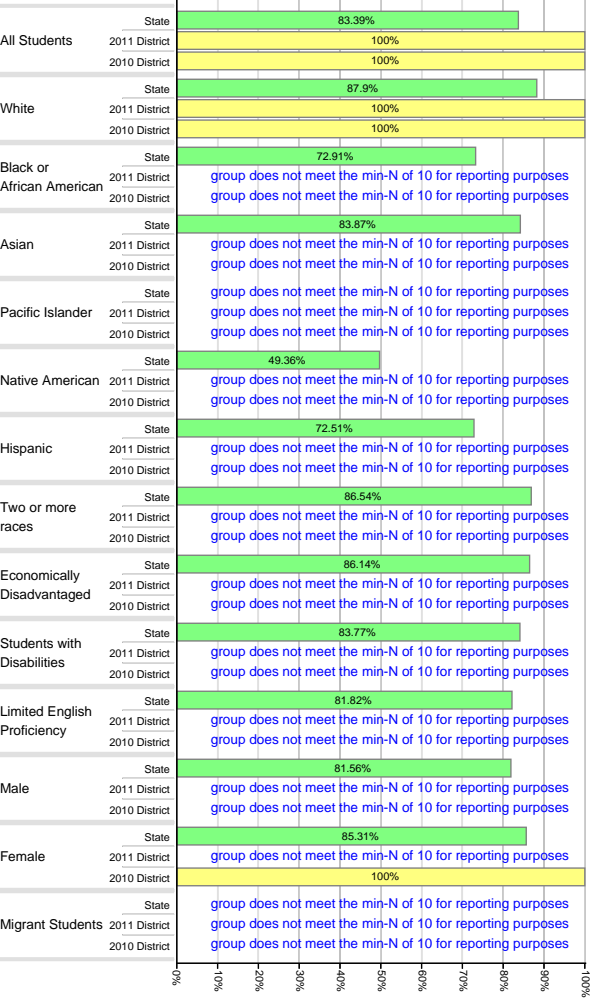 State 83.39%
All Students 2011 District 100%
2010 District 100%
State 87.9%
White 2011 District 100%
2010 District 100%
State 72.91%
Black or
African American 2011 District group does not meet the min-N of 10 for reporting purposes
2010 District group does not meet the min-N of 10 for reporting purposes
State 83.87%
Asian 2011 District group does not meet the min-N of 10 for reporting purposes
2010 District group does not meet the min-N of 10 for reporting purposes
State group does not meet the min-N of 10 for reporting purposes
Pacific Islander 2011 District group does not meet the min-N of 10 for reporting purposes
2010 District group does not meet the min-N of 10 for reporting purposes
State 49.36%
Native American 2011 District group does not meet the min-N of 10 for reporting purposes
2010 District group does not meet the min-N of 10 for reporting purposes
State 72.51%
Hispanic 2011 District group does not meet the min-N of 10 for reporting purposes
2010 District group does not meet the min-N of 10 for reporting purposes
State 86.54%
Two or more
races 2011 District group does not meet the min-N of 10 for reporting purposes
2010 District group does not meet the min-N of 10 for reporting purposes
State 86.14%
Economically
Disadvantaged 2011 District group does not meet the min-N of 10 for reporting purposes
2010 District group does not meet the min-N of 10 for reporting purposes
State 83.77%
Students with
Disabilities 2011 District group does not meet the min-N of 10 for reporting purposes
2010 District group does not meet the min-N of 10 for reporting purposes
State 81.82%
Limited English
Proficiency 2011 District group does not meet the min-N of 10 for reporting purposes
2010 District group does not meet the min-N of 10 for reporting purposes
State 81.56%
Male 2011 District group does not meet the min-N of 10 for reporting purposes
2010 District group does not meet the min-N of 10 for reporting purposes
State 85.31%
Female 2011 District group does not meet the min-N of 10 for reporting purposes
2010 District 100%
State group does not meet the min-N of 10 for reporting purposes
Migrant Students 2011 District group does not meet the min-N of 10 for reporting purposes
2010 District group does not meet the min-N of 10 for reporting purposes
0% 10% 20% 30% 40% 50% 60% 70% 80% 90% 100%